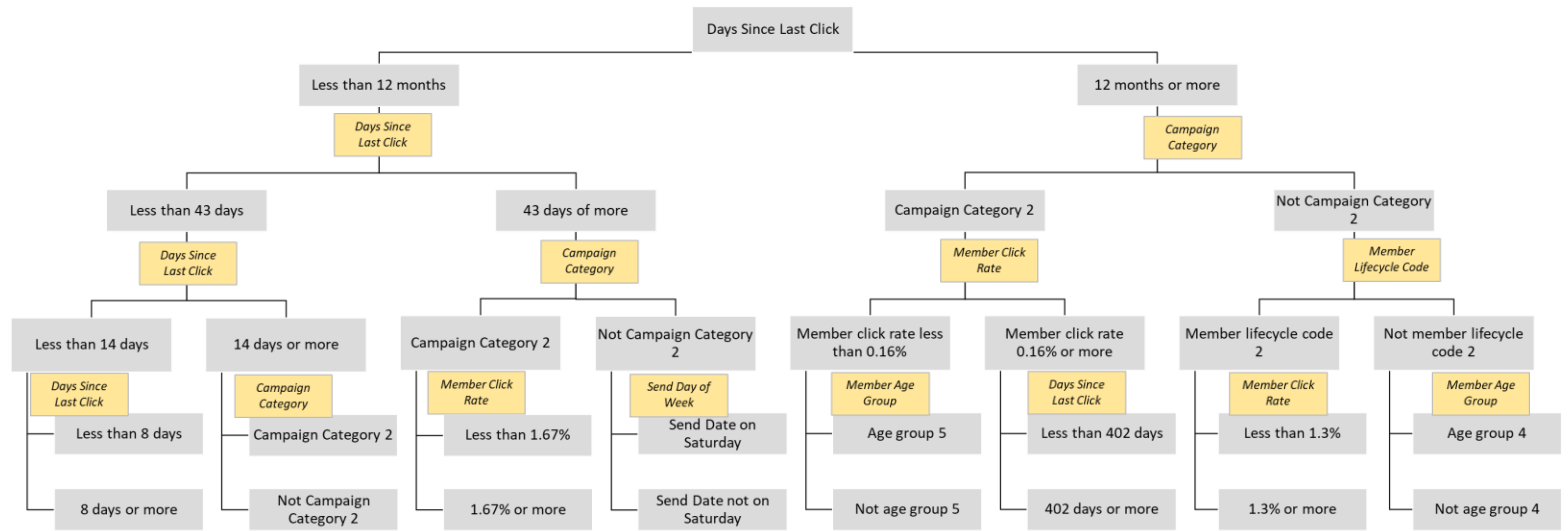 Days Since Last Click
Less than 12 months
12 months or more
Days Since
Last Click
Campaign
Category
Less than 43 days
43 days of more
Campaign Category 2
Not Campaign Category
2
Days Since
Last Click
Campaign
Category
Member Click
Rate
Member
Lifecycle Code
Less than 14 days
14 days or more
Campaign Category 2
Not Campaign Category
2
Member click rate less
than 0.16%
Member click rate
0.16% or more
Member lifecycle code
2
Not member lifecycle
code 2
Days Since
Last Click
Campaign
Category
Member Click
Rate
Send Day of
Week
Member Age
Group
Days Since
Last Click
Member Click
Rate
Member Age
Group
Less than 8 days
Campaign Category 2
Less than 1.67%
Send Date on
Saturday
Age group 5
Less than 402 days
Less than 1.3%
Age group 4
8 days or more
Not Campaign
Category 2
1.67% or more
Send Date not on
Saturday
Not age group 5
402 days or more
1.3% or more
Not age group 4